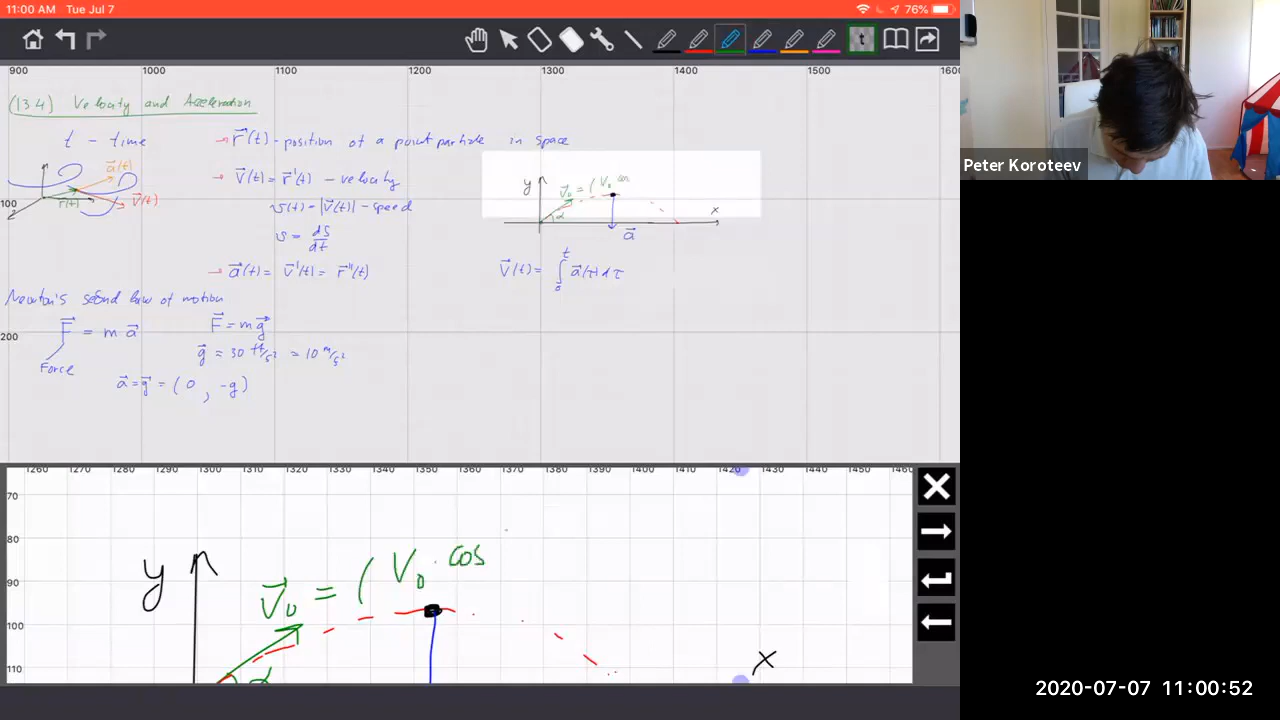 11:00 AM Tue Jul 7
76%
t
900 1000 1100 1200 1300 1400 1500 1600
(13.4) Velocity and Acceleration
t - time
→ r⃗(t) - position of a point particle in space
a⃗(t)
r⃗(t)
v⃗(t)
→ v⃗(t) = r⃗'(t) - velocity
v(t) = |v⃗(t)| - speed
v = ds/dt
→ a⃗(t) = v⃗'(t) = r⃗''(t)
100
Newton's second law of motion
F⃗ = m a⃗
F⃗ = m g⃗
200
g⃗ ≈ 30 ft/s² ≈ 10 m/s²
Force
a⃗ = g⃗ = (0, -g)
y
v⃗₀ = ( V₀ cos
α
x
a⃗
v⃗(t) = ∫₀ᵗ a⃗(τ) dτ
1260 1270 1280 1290 1300 1310 1320 1330 1340 1350 1360 1370 1380 1390 1400 1410 1420 1430 1440 1450 1460
70
80
90
100
110
y
v⃗₀ = ( V₀ · cos
α
x
Peter Koroteev
2020-07-07 11:00:52